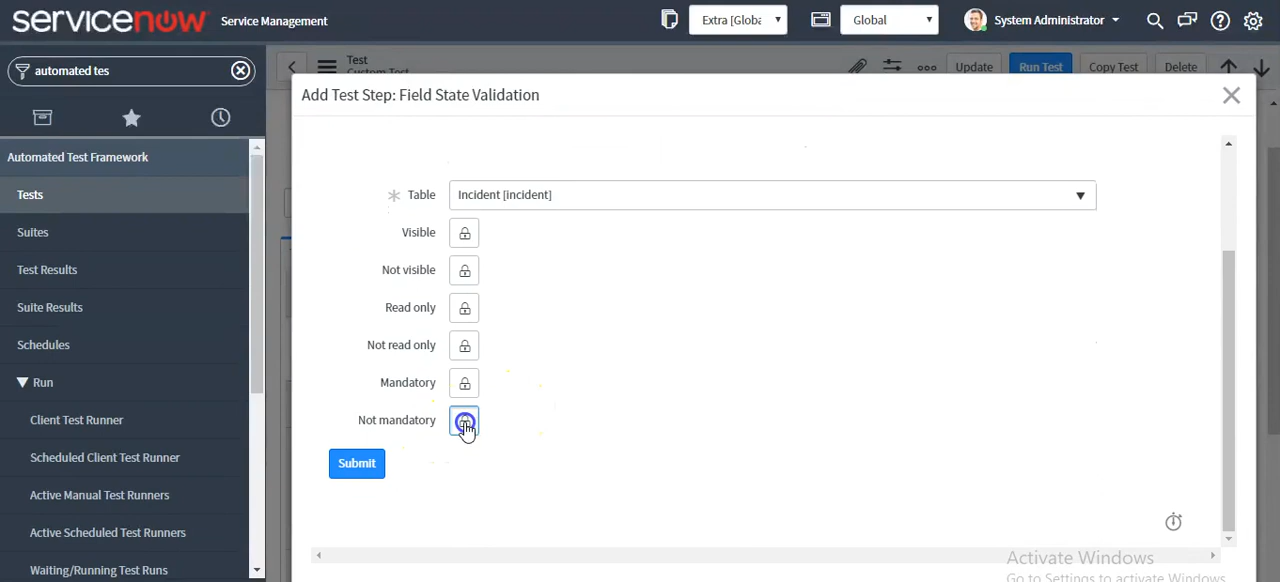 servicenow Service Management Extra [Globa Global System Administrator
automated tes
Test
Custom Test
Update Run Test Copy Test Delete
Add Test Step: Field State Validation
Automated Test Framework
Tests
Suites
Test Results
Suite Results
Schedules
Run
Client Test Runner
Scheduled Client Test Runner
Active Manual Test Runners
Active Scheduled Test Runners
Waiting/Running Test Runs
* Table Incident [incident]
Visible
Not visible
Read only
Not read only
Mandatory
Not mandatory
Submit
Activate Windows
Go to Settings to activate Windows